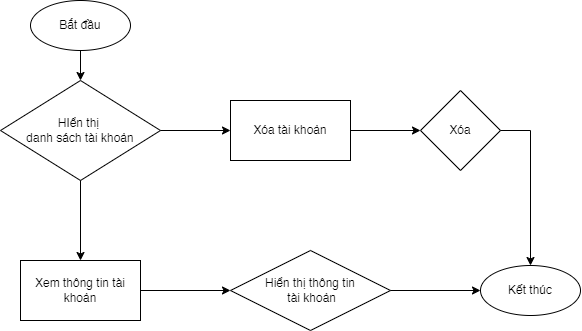 Bắt đầu
Hiển thị
danh sách tài khoản
Xóa tài khoản
Xóa
Xem thông tin tài
khoản
Hiển thị thông tin
tài khoản
Kết thúc